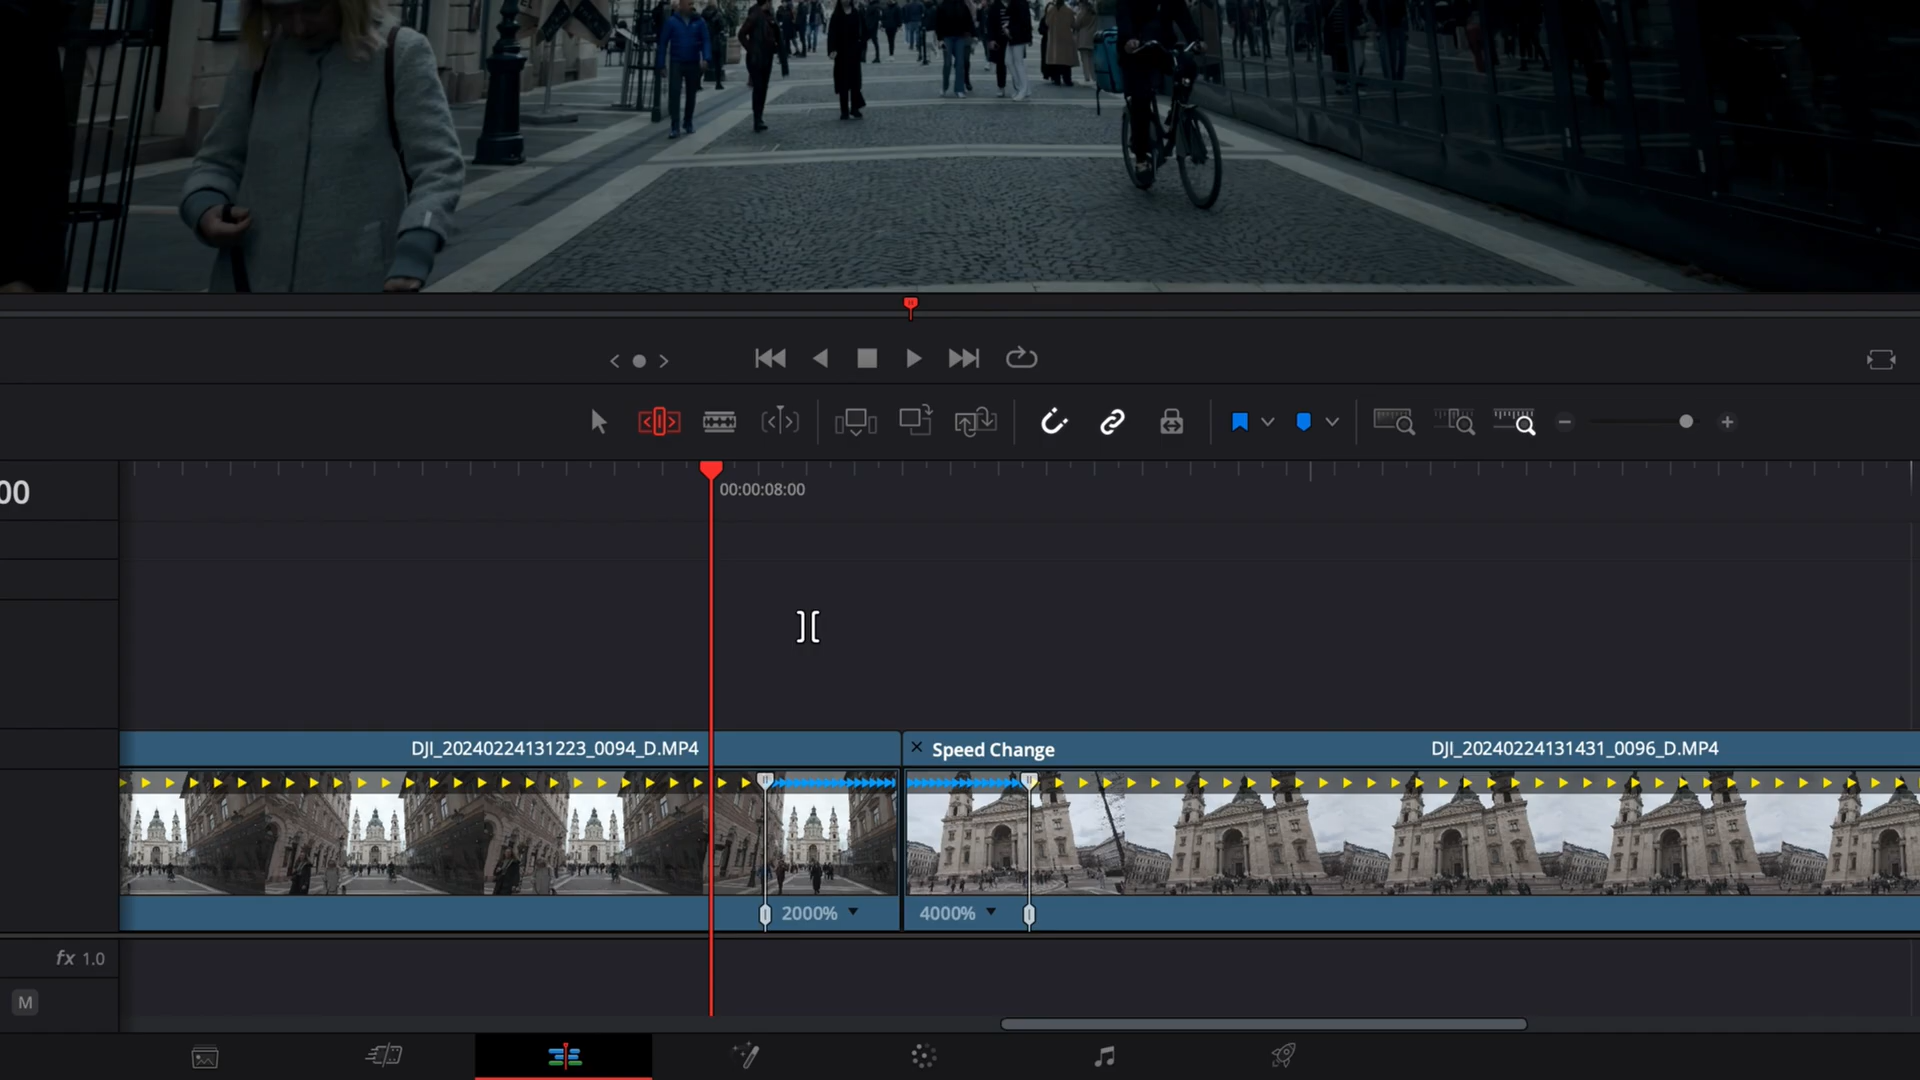 00
00:00:08:00
DJI_20240224131223_0094_D.MP4
Speed Change
DJI_20240224131431_0096_D.MP4
2000%
4000%
fx 1.0
M